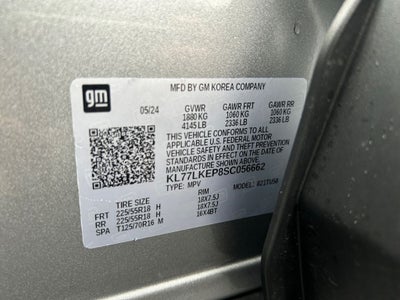 gm
MFD BY GM KOREA COMPANY
05/24 GVWR GAWR FRT GAWR RR
1880 KG 1060 KG 1060 KG
4145 LB 2336 LB 2336 LB
THIS VEHICLE CONFORMS TO ALL
APPLICABLE U.S. FEDERAL MOTOR
VEHICLE SAFETY, BUMPER, AND THEFT
PREVENTION STANDARDS IN EFFECT ON
THE DATE OF MANUFACTURE SHOWN ABOVE.
KL77LKEP8SC056662
TYPE: MPV MODEL:
TIRE SIZE RIM
FRT 225/55R18 H 18X7.5J
RR 225/55R18 H 18X7.5J
SPA T125/70R16 M 16X4BT